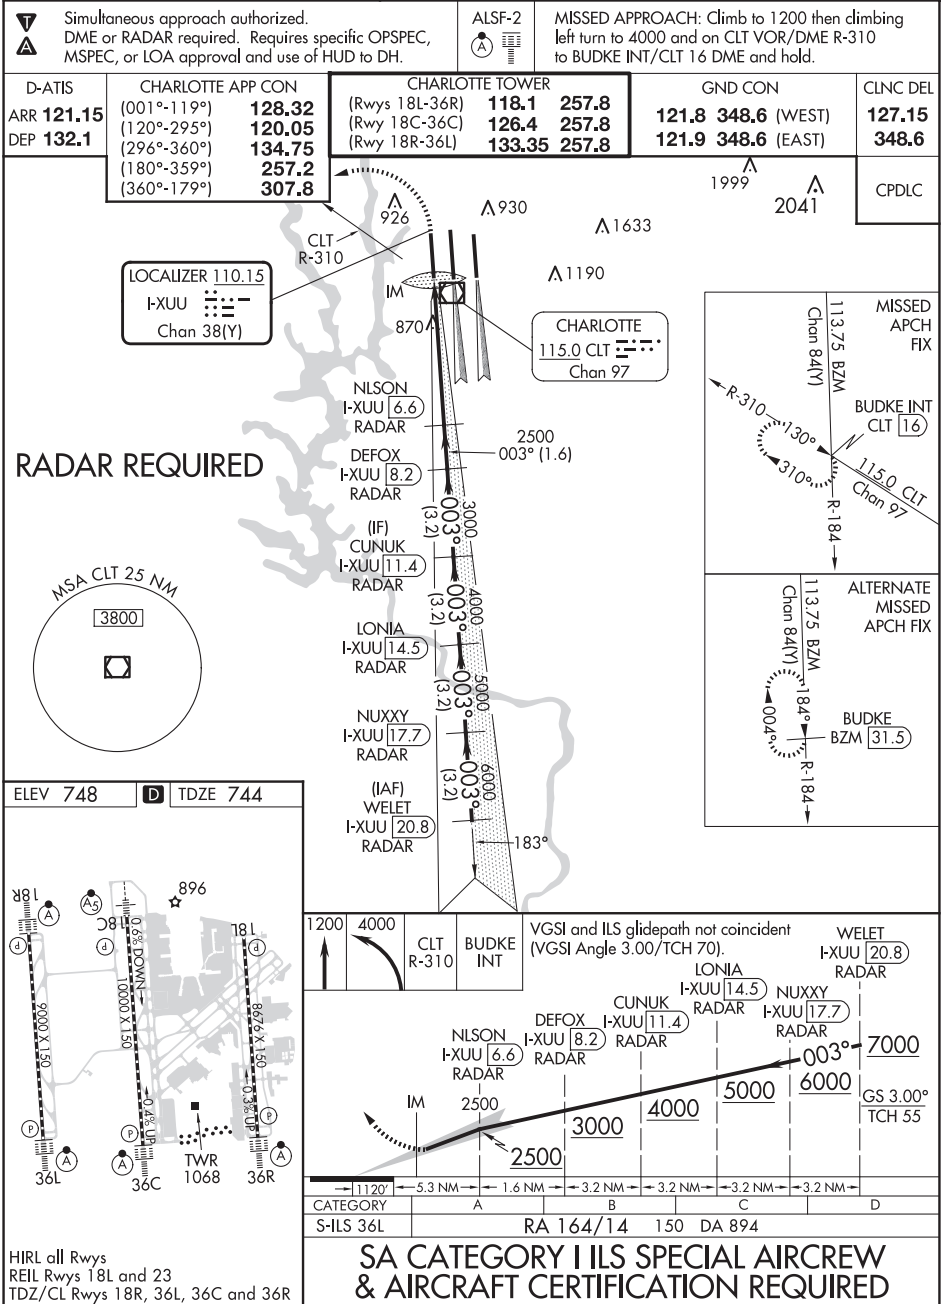 T
A
Simultaneous approach authorized.
DME or RADAR required. Requires specific OPSPEC,
MSPEC, or LOA approval and use of HUD to DH.
ALSF-2
A
MISSED APPROACH: Climb to 1200 then climbing
left turn to 4000 and on CLT VOR/DME R-310
to BUDKE INT/CLT 16 DME and hold.
D-ATIS
ARR 121.15
DEP 132.1
CHARLOTTE APP CON
(001°-119°) 128.32
(120°-295°) 120.05
(296°-360°) 134.75
(180°-359°) 257.2
(360°-179°) 307.8
CHARLOTTE TOWER
(Rwys 18L-36R) 118.1 257.8
(Rwy 18C-36C) 126.4 257.8
(Rwy 18R-36L) 133.35 257.8
GND CON
121.8 348.6 (WEST)
121.9 348.6 (EAST)
CLNC DEL
127.15
348.6
CPDLC
926
930
1633
1999
2041
1190
870
CLT
R-310
LOCALIZER 110.15
I-XUU
Chan 38(Y)
IM
CHARLOTTE
115.0 CLT
Chan 97
RADAR REQUIRED
NLSON
I-XUU 6.6
RADAR
2500
003° (1.6)
DEFOX
I-XUU 8.2
RADAR
3000
003°
(3.2)
(IF)
CUNUK
I-XUU 11.4
RADAR
4000
003°
(3.2)
LONIA
I-XUU 14.5
RADAR
5000
003°
(3.2)
NUXXY
I-XUU 17.7
RADAR
6000
003°
(3.2)
(IAF)
WELET
I-XUU 20.8
RADAR
183°
MSA CLT 25 NM
3800
MISSED
APCH
FIX
113.75 BZM
Chan 84(Y)
BUDKE INT
CLT 16
R-310
130°
310°
115.0 CLT
Chan 97
R-184
ALTERNATE
MISSED
APCH FIX
113.75 BZM
Chan 84(Y)
184°
004°
BUDKE
BZM 31.5
R-184
ELEV 748
D
TDZE 744
896
18R
A
A5
18C
18L
P
P
P
0.6% DOWN
9000 X 150
10000 X 150
8676 X 150
0.4% UP
0.3% UP
P
P
P
A
A
A
TWR
1068
36L
36C
36R
HIRL all Rwys
REIL Rwys 18L and 23
TDZ/CL Rwys 18R, 36L, 36C and 36R
1200
4000
CLT
R-310
BUDKE
INT
VGSI and ILS glidepath not coincident
(VGSI Angle 3.00/TCH 70).
WELET
I-XUU 20.8
RADAR
LONIA
I-XUU 14.5
RADAR
NUXXY
I-XUU 17.7
RADAR
CUNUK
I-XUU 11.4
RADAR
DEFOX
I-XUU 8.2
RADAR
NLSON
I-XUU 6.6
RADAR
003°
7000
6000
5000
4000
3000
2500
2500
IM
GS 3.00°
TCH 55
1120'
5.3 NM
1.6 NM
3.2 NM
3.2 NM
3.2 NM
3.2 NM
CATEGORY A B C D
S-ILS 36L RA 164/14 150 DA 894
SA CATEGORY I ILS SPECIAL AIRCREW
& AIRCRAFT CERTIFICATION REQUIRED